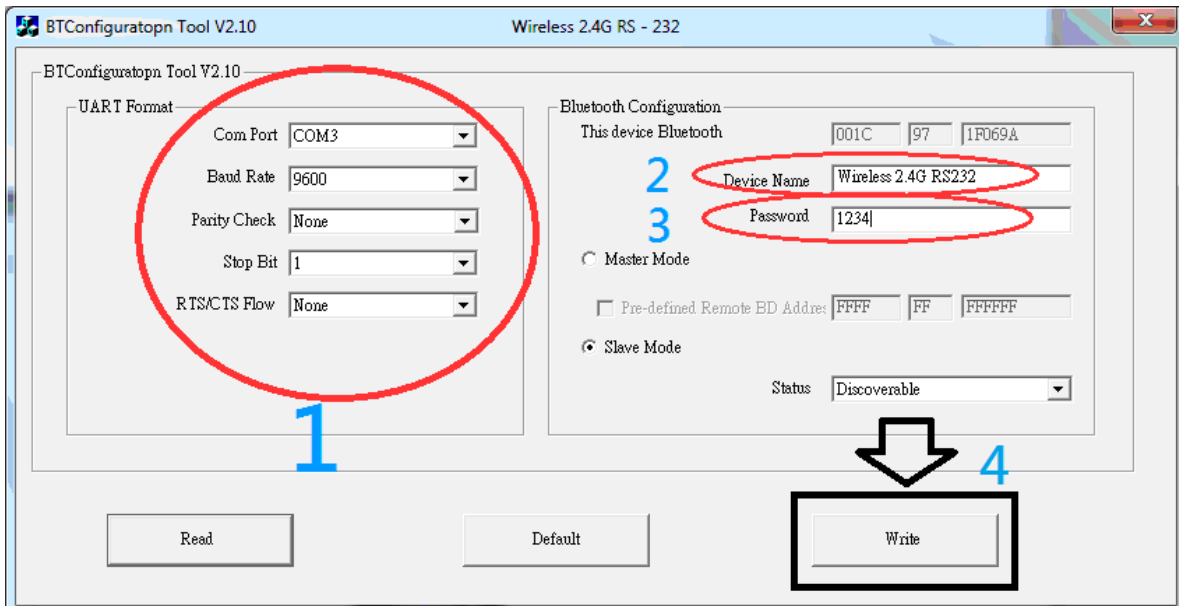 BTConfiguratopn Tool V2.10 Wireless 2.4G RS - 232
BTConfiguratopn Tool V2.10
UART Format
Com Port COM3
Baud Rate 9600
Parity Check None
Stop Bit 1
RTS/CTS Flow None
1
Bluetooth Configuration
This device Bluetooth 001C 97 1F069A
2 Device Name Wireless 2.4G RS232
3 Password 1234
Master Mode
Pre-defined Remote BD Addres FFFF FF FFFFFF
Slave Mode
Status Discoverable
4
Read Default Write